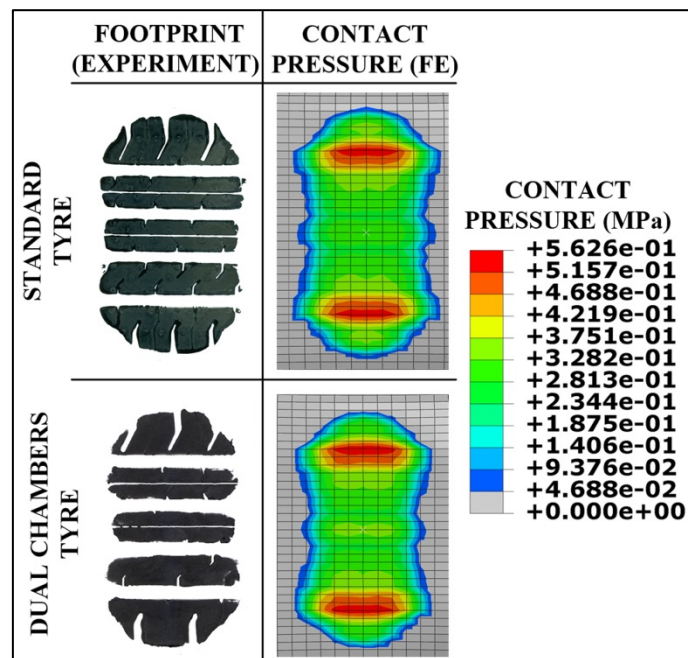 FOOTPRINT
(EXPERIMENT)
CONTACT
PRESSURE (FE)
STANDARD
TYRE
DUAL CHAMBERS
TYRE
CONTACT
PRESSURE (MPa)
+5.626e-01
+5.157e-01
+4.688e-01
+4.219e-01
+3.751e-01
+3.282e-01
+2.813e-01
+2.344e-01
+1.875e-01
+1.406e-01
+9.376e-02
+4.688e-02
+0.000e+00